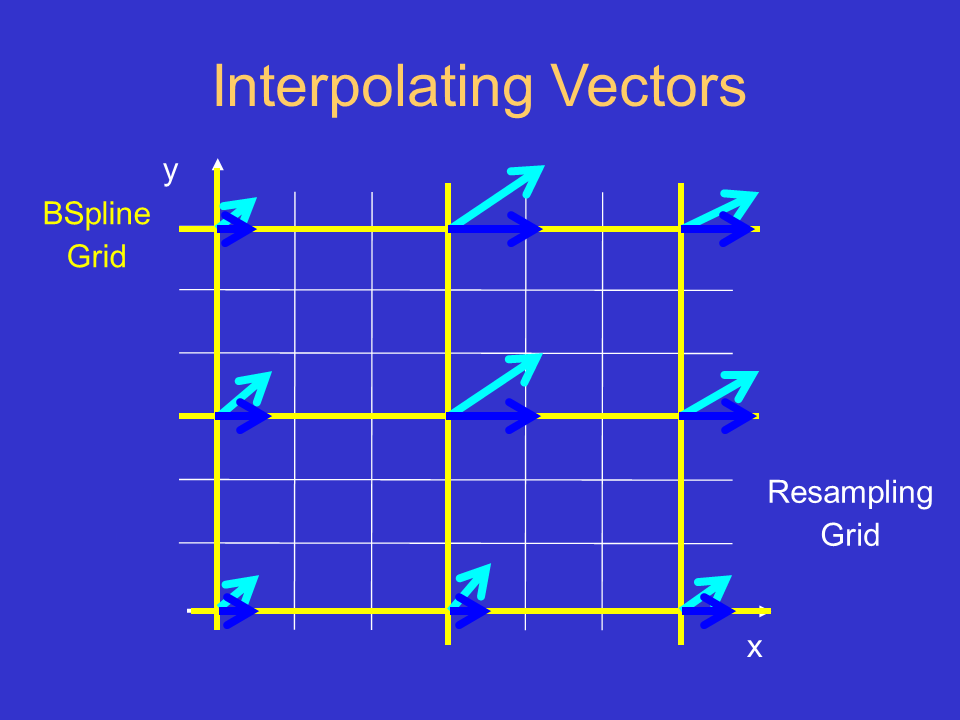 Interpolating Vectors
y
BSpline
Grid
Resampling
Grid
x